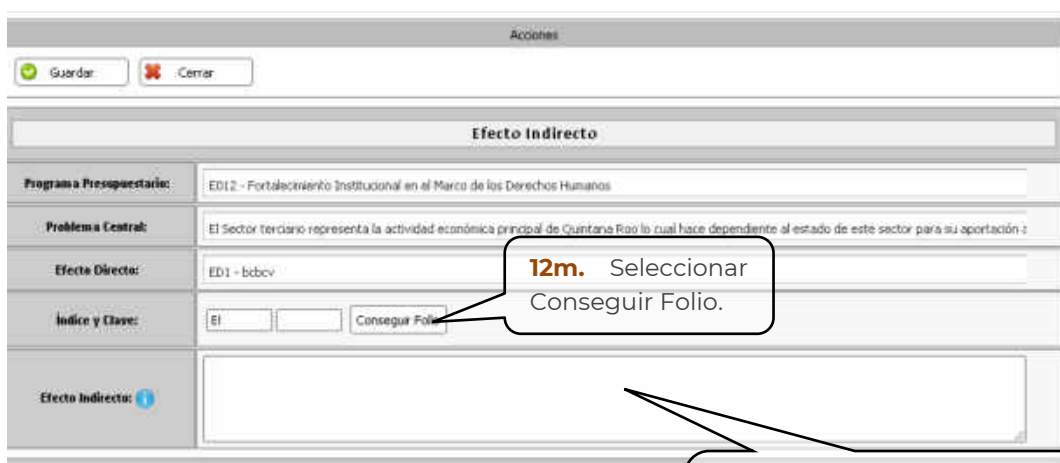 Acciones
Guardar Cerrar
Efecto Indirecto
Programa Presupuestario: E012 - Fortalecimiento Institucional en el Marco de los Derechos Humanos
Problema Central: El Sector terciario representa la actividad económica principal de Quintana Roo lo cual hace dependiente al estado de este sector para su aportación
Efecto Directo: ED1 - bcbcv
12m. Seleccionar
Conseguir Folio.
Índice y Clave: EI Conseguir Folio
Efecto Indirecto: